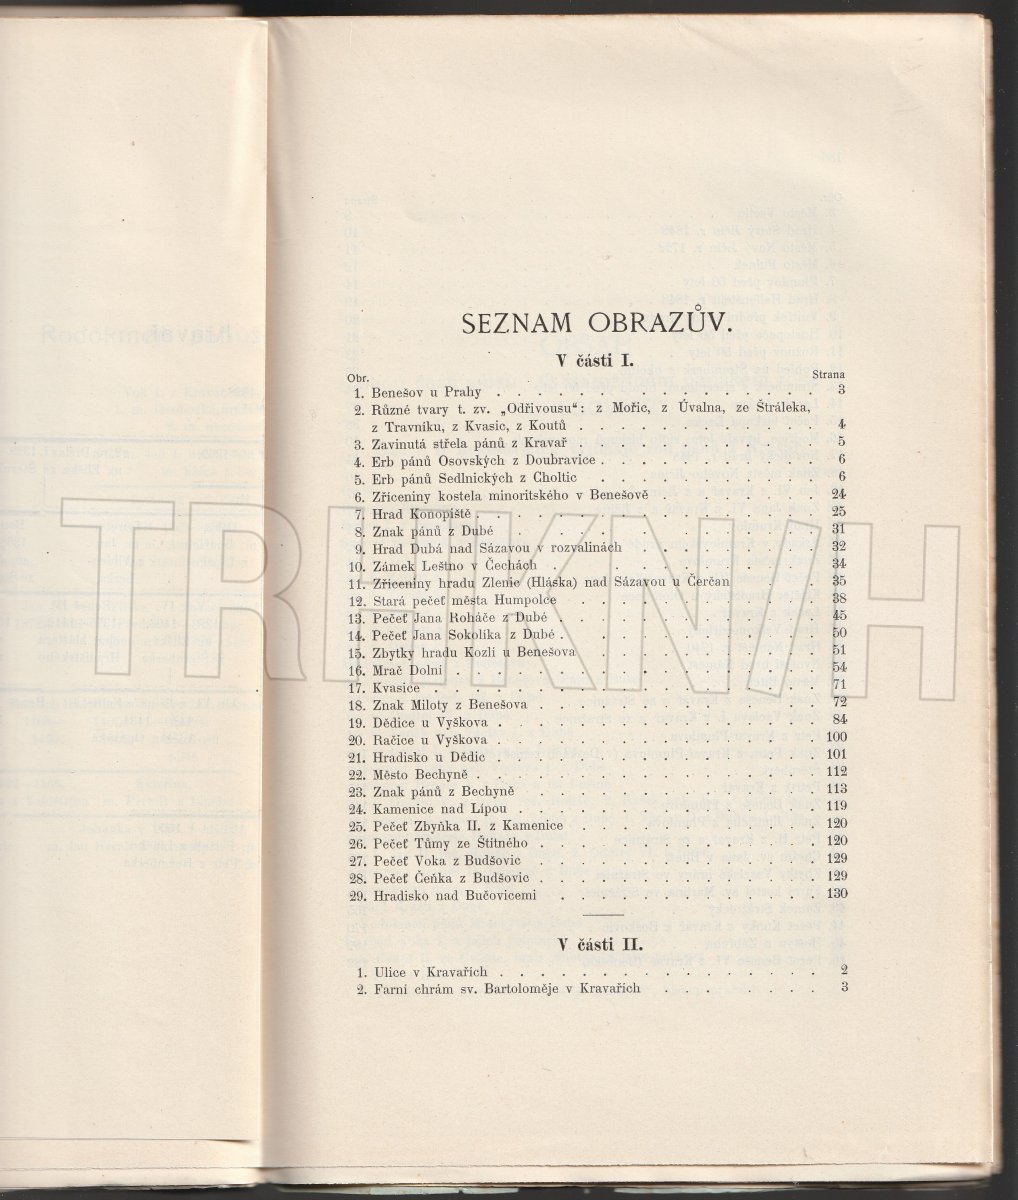 SEZNAM OBRAZŮV.
V části I.
Obr. Strana
1. Benešov u Prahy . . . . . . . . . . . . . . . . 3
2. Různé tvary t. zv. „Odřivousu“: z Mořic, z Úvalna, ze Štráleka,
z Travníku, z Kvasic, z Koutů . . . . . . . . . . 4
3. Zavinutá střela pánů z Kravař . . . . . . . . . . 5
4. Erb pánů Osovských z Doubravice . . . . . . . . . 6
5. Erb pánů Sedlnických z Choltic . . . . . . . . . 6
6. Zříceniny kostela minoritského v Benešově . . . . . . 24
7. Hrad Konopiště . . . . . . . . . . . . . . . 25
8. Znak pánů z Dubé . . . . . . . . . . . . . . 31
9. Hrad Dubá nad Sázavou v rozvalinách . . . . . . . 32
10. Zámek Leštno v Čechách . . . . . . . . . . . 34
11. Zříceniny hradu Zlenie (Hláska) nad Sázavou u Čerčan . . . 35
12. Stará pečeť města Humpolce . . . . . . . . . . 38
13. Pečeť Jana Roháče z Dubé . . . . . . . . . . . 45
14. Pečeť Jana Sokolíka z Dubé . . . . . . . . . . . 50
15. Zbytky hradu Kozlí u Benešova . . . . . . . . . 51
16. Mrač Dolní . . . . . . . . . . . . . . . . 54
17. Kvasice . . . . . . . . . . . . . . . . . 71
18. Znak Miloty z Benešova . . . . . . . . . . . . 72
19. Dědice u Vyškova . . . . . . . . . . . . . . 84
20. Račice u Vyškova . . . . . . . . . . . . . . 100
21. Hradisko u Dědic . . . . . . . . . . . . . . 101
22. Město Bechyně . . . . . . . . . . . . . . . 112
23. Znak pánů z Bechyně . . . . . . . . . . . . . 113
24. Kamenice nad Lípou . . . . . . . . . . . . . 119
25. Pečeť Zbyňka II. z Kamenice . . . . . . . . . . 120
26. Pečeť Tůmy ze Štítného . . . . . . . . . . . . 120
27. Pečeť Voka z Budšovic . . . . . . . . . . . . 129
28. Pečeť Čeňka z Budšovic . . . . . . . . . . . . 129
29. Hradisko nad Bučovicemi . . . . . . . . . . . 130
V části II.
1. Ulice v Kravařích . . . . . . . . . . . . . . . 2
2. Farní chrám sv. Bartoloměje v Kravařích . . . . . . . 3
TRHKNIH